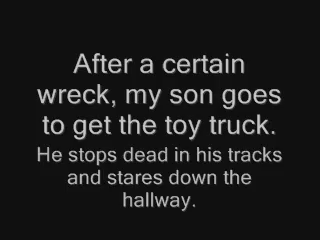 After a certain
wreck, my son goes
to get the toy truck.
He stops dead in his tracks
and stares down the
hallway.